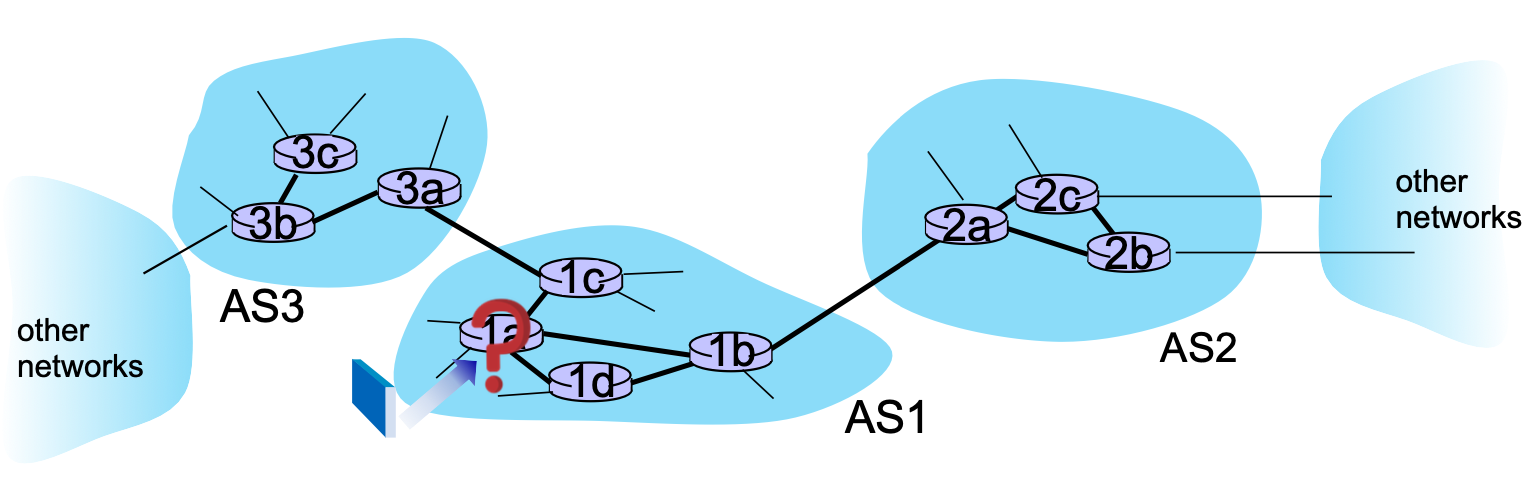 3c
3a
3b
AS3
other
networks
1c
1a
1b
1d
AS1
2c
2a
2b
AS2
other
networks
?